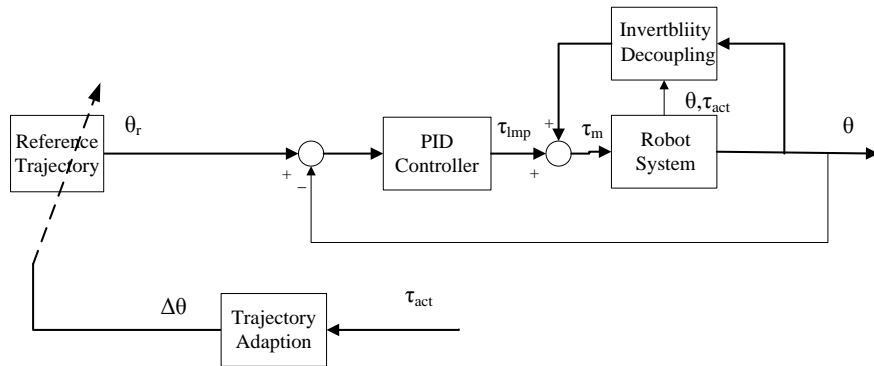 Invertbliity
Decoupling
θ,τact
Reference
Trajectory
θr
+
−
PID
Controller
τlmp
+
+
τm
Robot
System
θ
Δθ
Trajectory
Adaption
τact